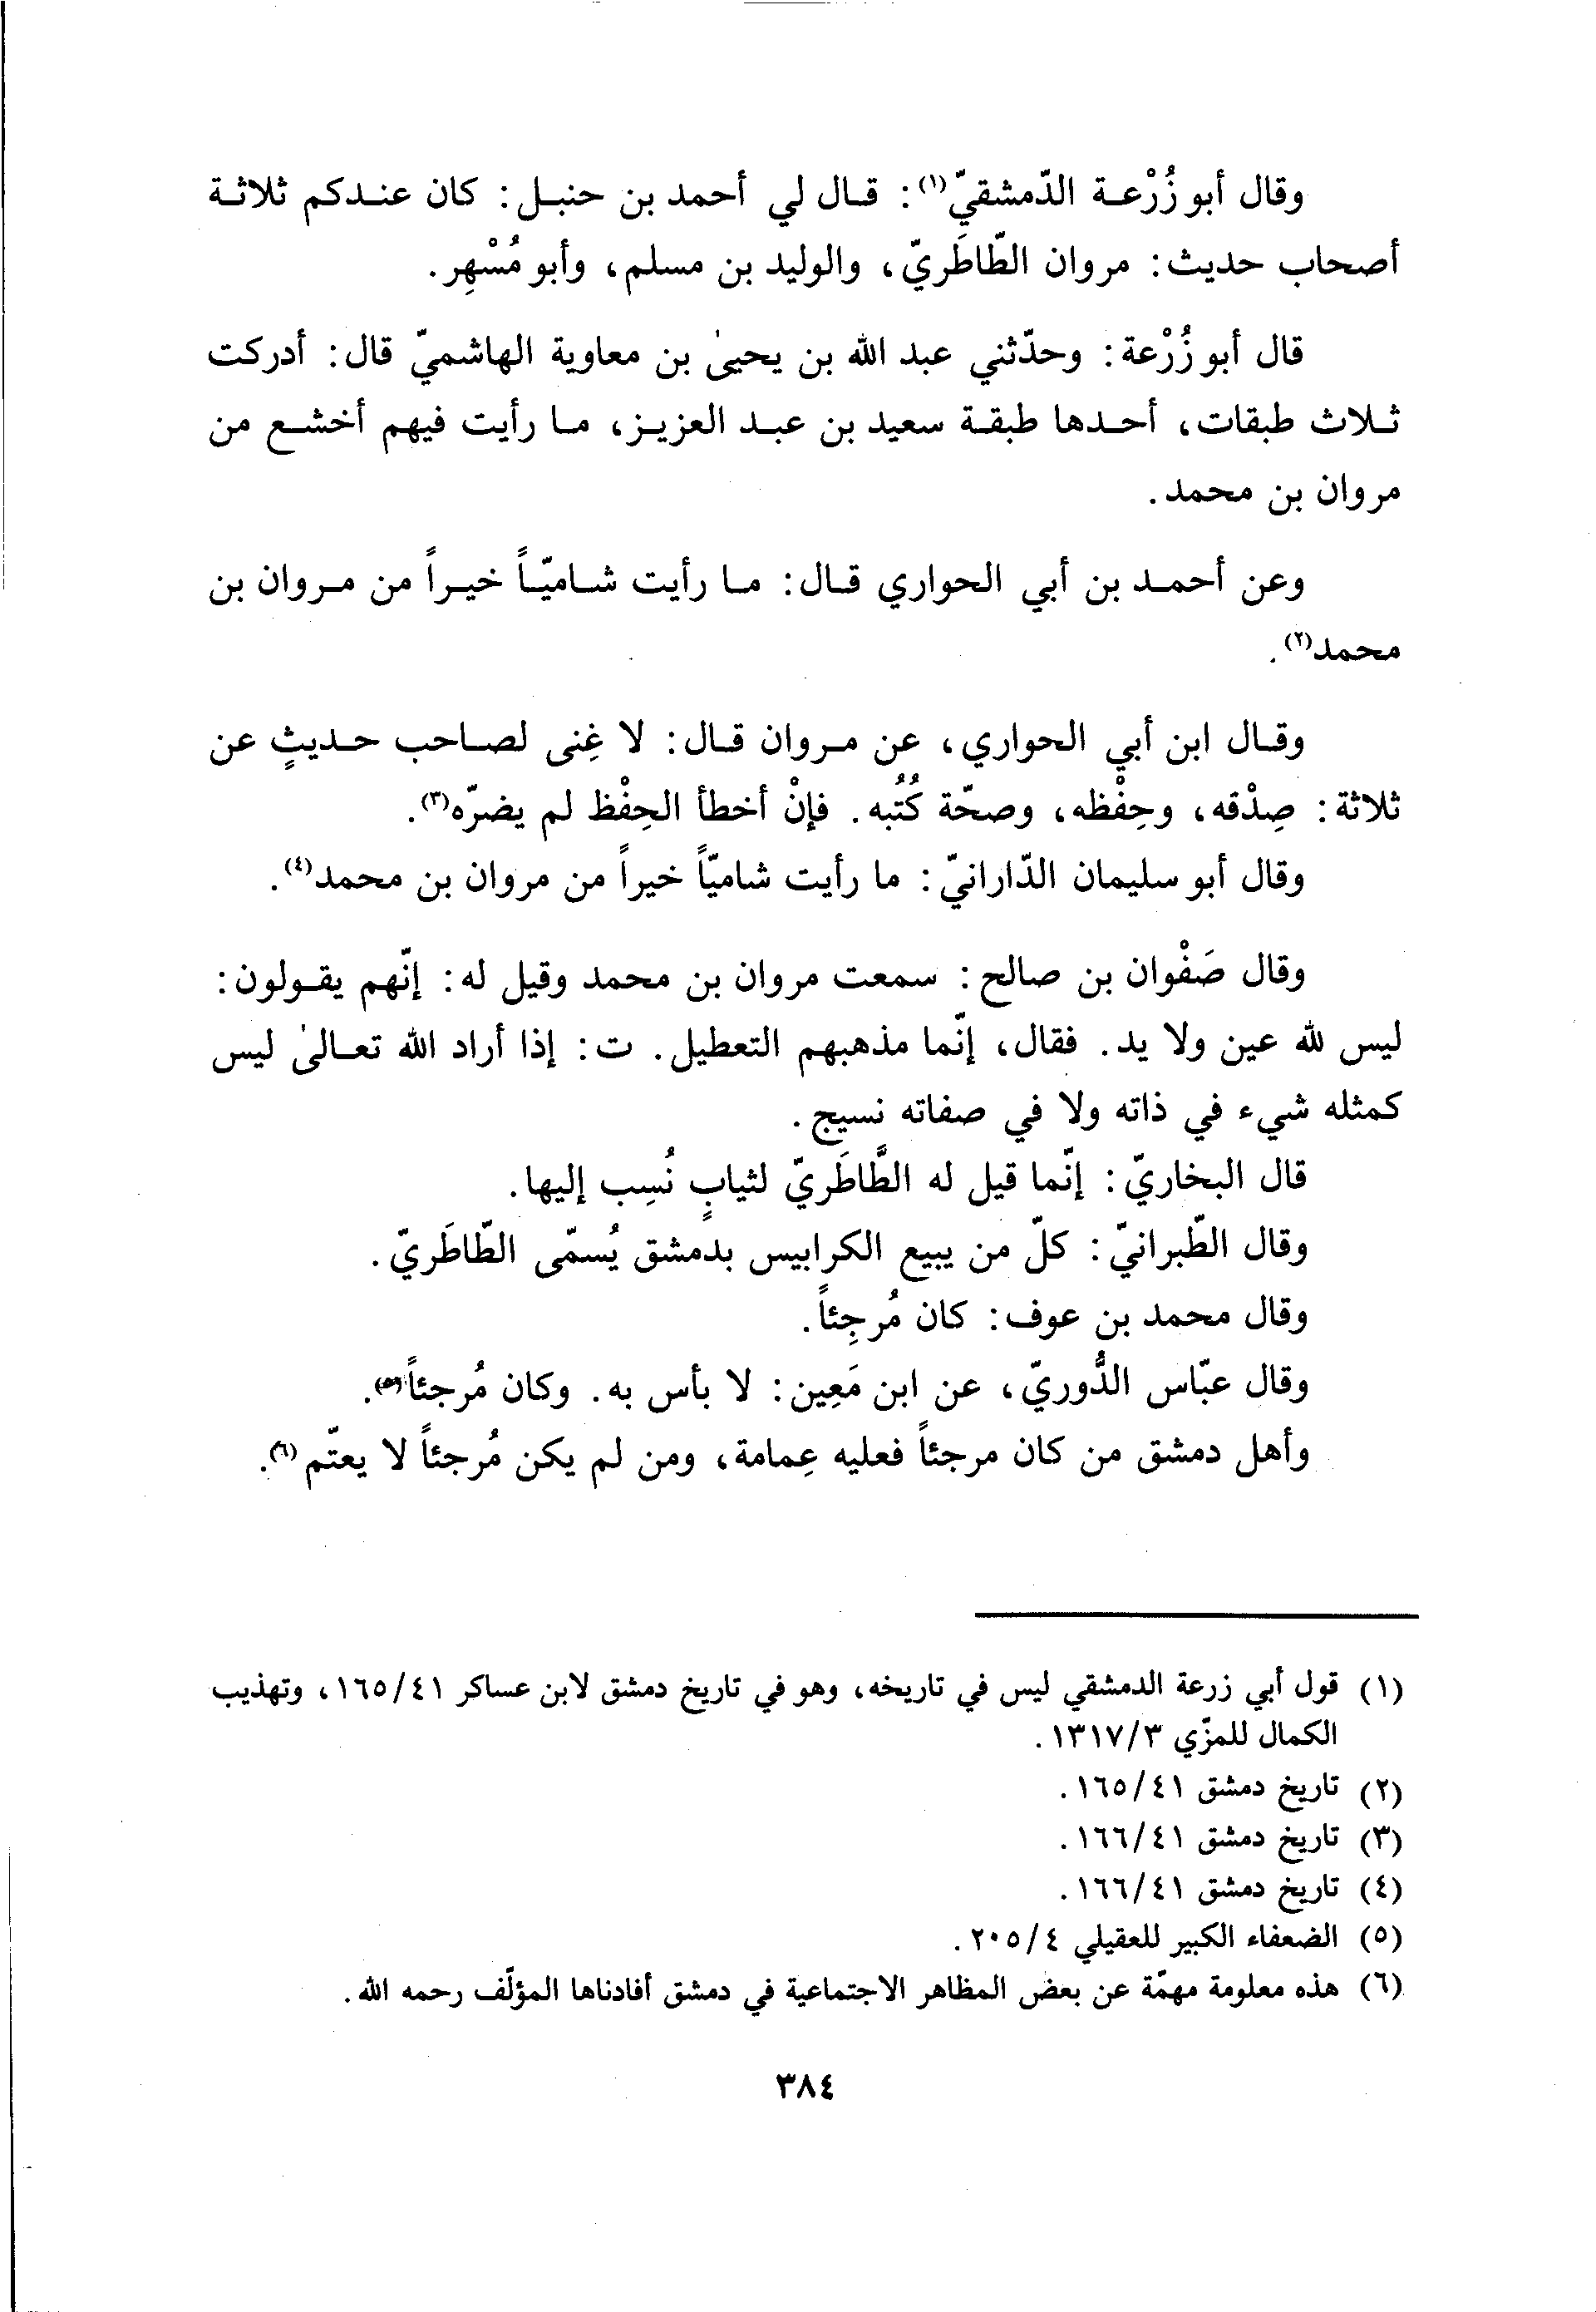 وقال أبو زُرْعة الدّمشقيّ(١): قال لي أحمد بن حنبل: كان عندكم ثلاثة
أصحاب حديث: مروان الطّاطَريّ، والوليد بن مسلم، وأبو مُسْهِر.
قال أبو زُرْعة: وحدّثني عبد الله بن يحيىٰ بن معاوية الهاشميّ قال: أدركت
ثلاث طبقات، أحدها طبقة سعيد بن عبد العزيز، ما رأيت فيهم أخشع من
مروان بن محمد.
وعن أحمد بن أبي الحواري قال: ما رأيت شاميّاً خيراً من مروان بن
محمد(٢).
وقال ابن أبي الحواري، عن مروان قال: لا غِنى لصاحب حديثٍ عن
ثلاثة: صِدْقه، وحِفْظه، وصحّة كُتُبه. فإنْ أخطأ الحِفْظ لم يضرّه(٣).
وقال أبو سليمان الدّارانيّ: ما رأيت شاميّاً خيراً من مروان بن محمد(٤).
وقال صَفْوان بن صالح: سمعت مروان بن محمد وقيل له: إنّهم يقولون:
ليس لله عين ولا يد. فقال، إنّما مذهبهم التعطيل. ت: إذا أراد الله تعالىٰ ليس
كمثله شيء في ذاته ولا في صفاته نسيج.
قال البخاريّ: إنّما قيل له الطَّاطَريّ لثيابٍ نُسِب إليها.
وقال الطّبرانيّ: كلّ من يبيع الكرابيس بدمشق يُسمّى الطّاطَريّ.
وقال محمد بن عوف: كان مُرجِئاً.
وقال عبّاس الدُّوريّ، عن ابن مَعِين: لا بأس به. وكان مُرجئاً(٥).
وأهل دمشق من كان مرجئاً فعليه عِمامة، ومن لم يكن مُرجئاً لا يعتّم(٦).
(١) قول أبي زرعة الدمشقي ليس في تاريخه، وهو في تاريخ دمشق لابن عساكر ٤١/١٦٥، وتهذيب
الكمال للمزّي ٣/١٣١٧.
(٢) تاريخ دمشق ٤١/١٦٥.
(٣) تاريخ دمشق ٤١/١٦٦.
(٤) تاريخ دمشق ٤١/١٦٦.
(٥) الضعفاء الكبير للعقيلي ٤/٢٠٥.
(٦) هذه معلومة مهمّة عن بعض المظاهر الاجتماعية في دمشق أفادناها المؤلّف رحمه الله.
٣٨٤